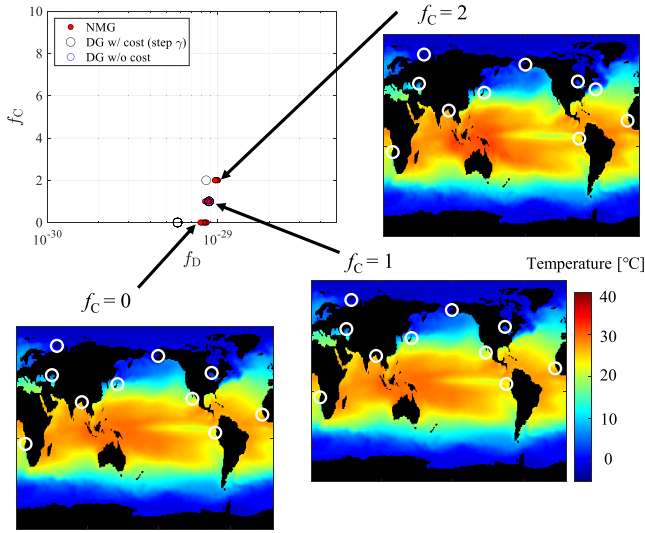 10
8
6
4
2
0
f_C
10^-30
10^-29
f_D
NMG
DG w/ cost (step γ)
DG w/o cost
f_C = 2
f_C = 1
f_C = 0
Temperature [℃]
40
30
20
10
0